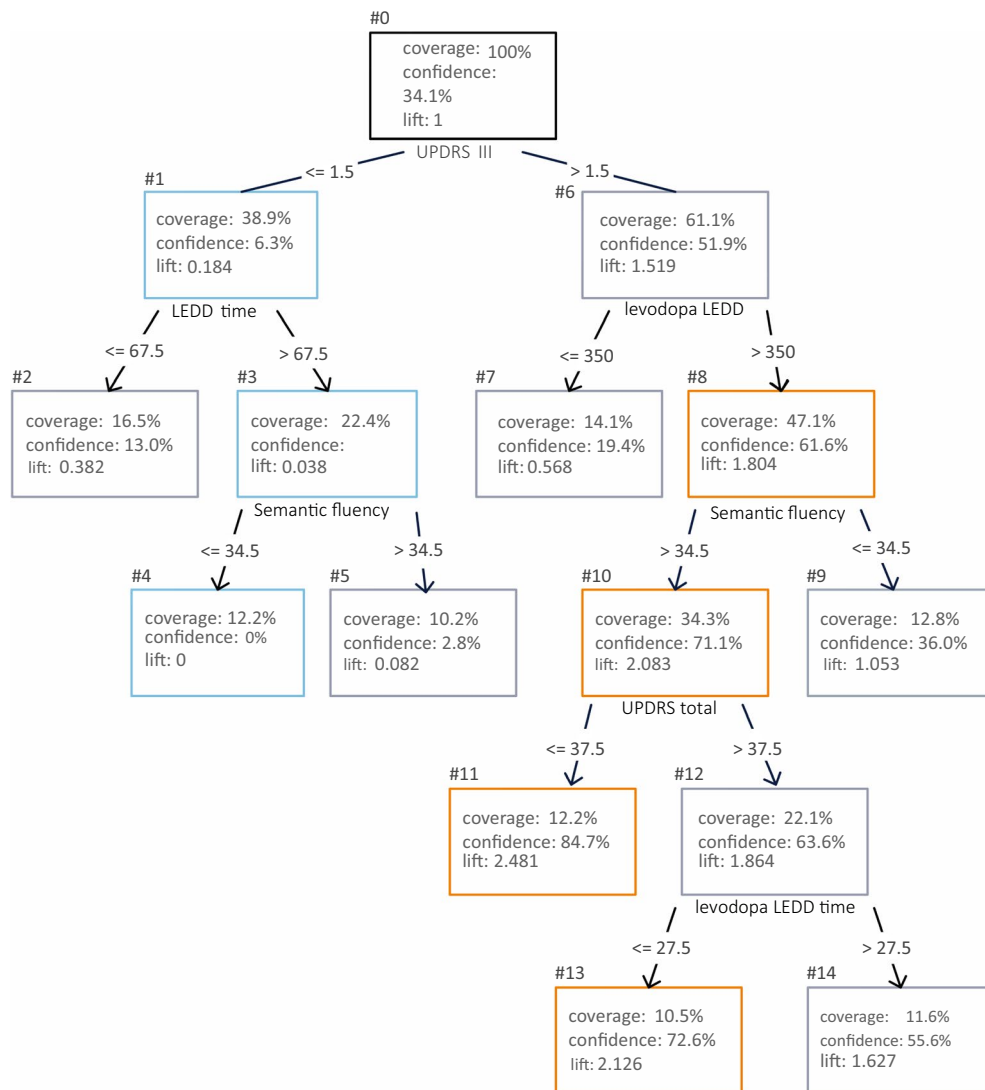 #0
coverage: 100%
confidence:
34.1%
lift: 1
UPDRS III
<= 1.5
> 1.5
#1
coverage: 38.9%
confidence: 6.3%
lift: 0.184
LEDD time
#6
coverage: 61.1%
confidence: 51.9%
lift: 1.519
levodopa LEDD
<= 67.5
> 67.5
<= 350
> 350
#2
coverage: 16.5%
confidence: 13.0%
lift: 0.382
#3
coverage: 22.4%
confidence:
lift: 0.038
Semantic fluency
#7
coverage: 14.1%
confidence: 19.4%
lift: 0.568
#8
coverage: 47.1%
confidence: 61.6%
lift: 1.804
Semantic fluency
<= 34.5
> 34.5
> 34.5
<= 34.5
#4
coverage: 12.2%
confidence: 0%
lift: 0
#5
coverage: 10.2%
confidence: 2.8%
lift: 0.082
#10
coverage: 34.3%
confidence: 71.1%
lift: 2.083
UPDRS total
#9
coverage: 12.8%
confidence: 36.0%
lift: 1.053
<= 37.5
> 37.5
#11
coverage: 12.2%
confidence: 84.7%
lift: 2.481
#12
coverage: 22.1%
confidence: 63.6%
lift: 1.864
levodopa LEDD time
<= 27.5
> 27.5
#13
coverage: 10.5%
confidence: 72.6%
lift: 2.126
#14
coverage: 11.6%
confidence: 55.6%
lift: 1.627